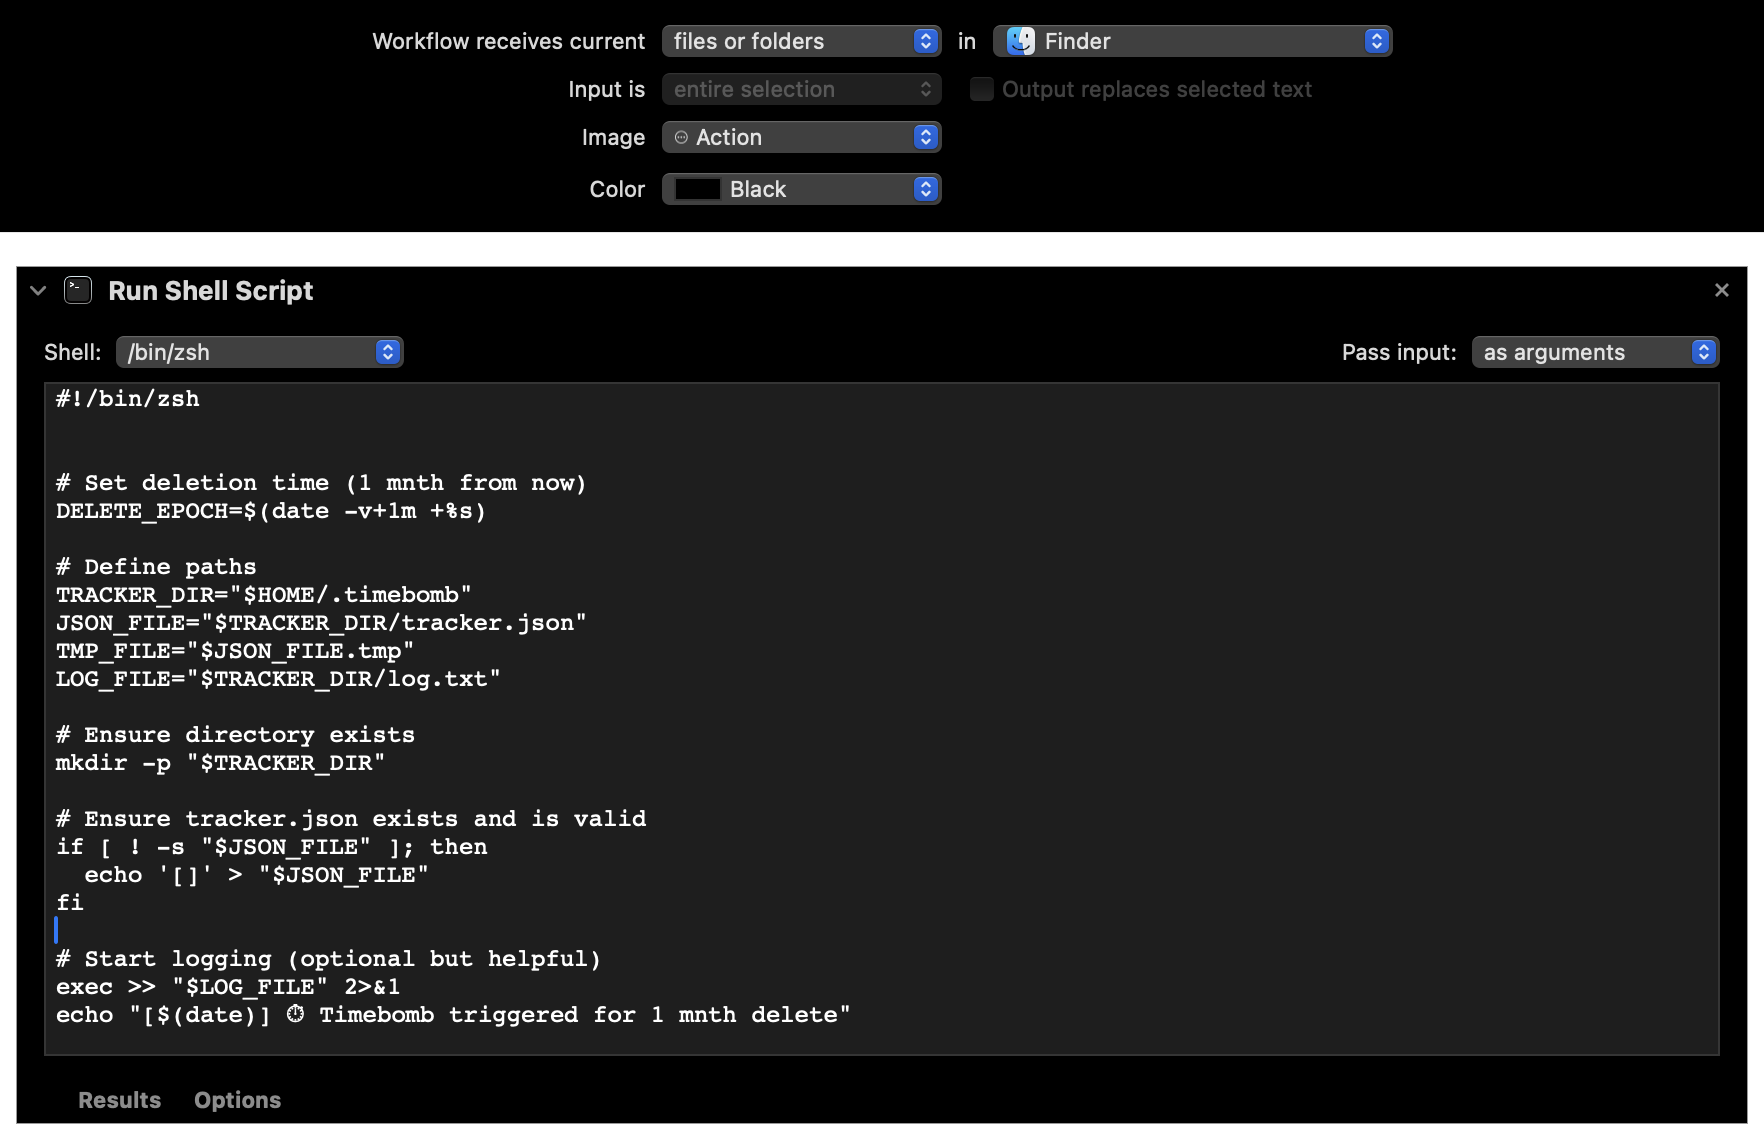 Workflow receives current files or folders in Finder
Input is entire selection Output replaces selected text
Image Action
Color Black
Run Shell Script
Shell: /bin/zsh Pass input: as arguments
#!/bin/zsh
# Set deletion time (1 mnth from now)
DELETE_EPOCH=$(date -v+1m +%s)
# Define paths
TRACKER_DIR="$HOME/.timebomb"
JSON_FILE="$TRACKER_DIR/tracker.json"
TMP_FILE="$JSON_FILE.tmp"
LOG_FILE="$TRACKER_DIR/log.txt"
# Ensure directory exists
mkdir -p "$TRACKER_DIR"
# Ensure tracker.json exists and is valid
if [ ! -s "$JSON_FILE" ]; then
  echo '[]' > "$JSON_FILE"
fi
# Start logging (optional but helpful)
exec >> "$LOG_FILE" 2>&1
echo "[$(date)] ⏱ Timebomb triggered for 1 mnth delete"
Results Options